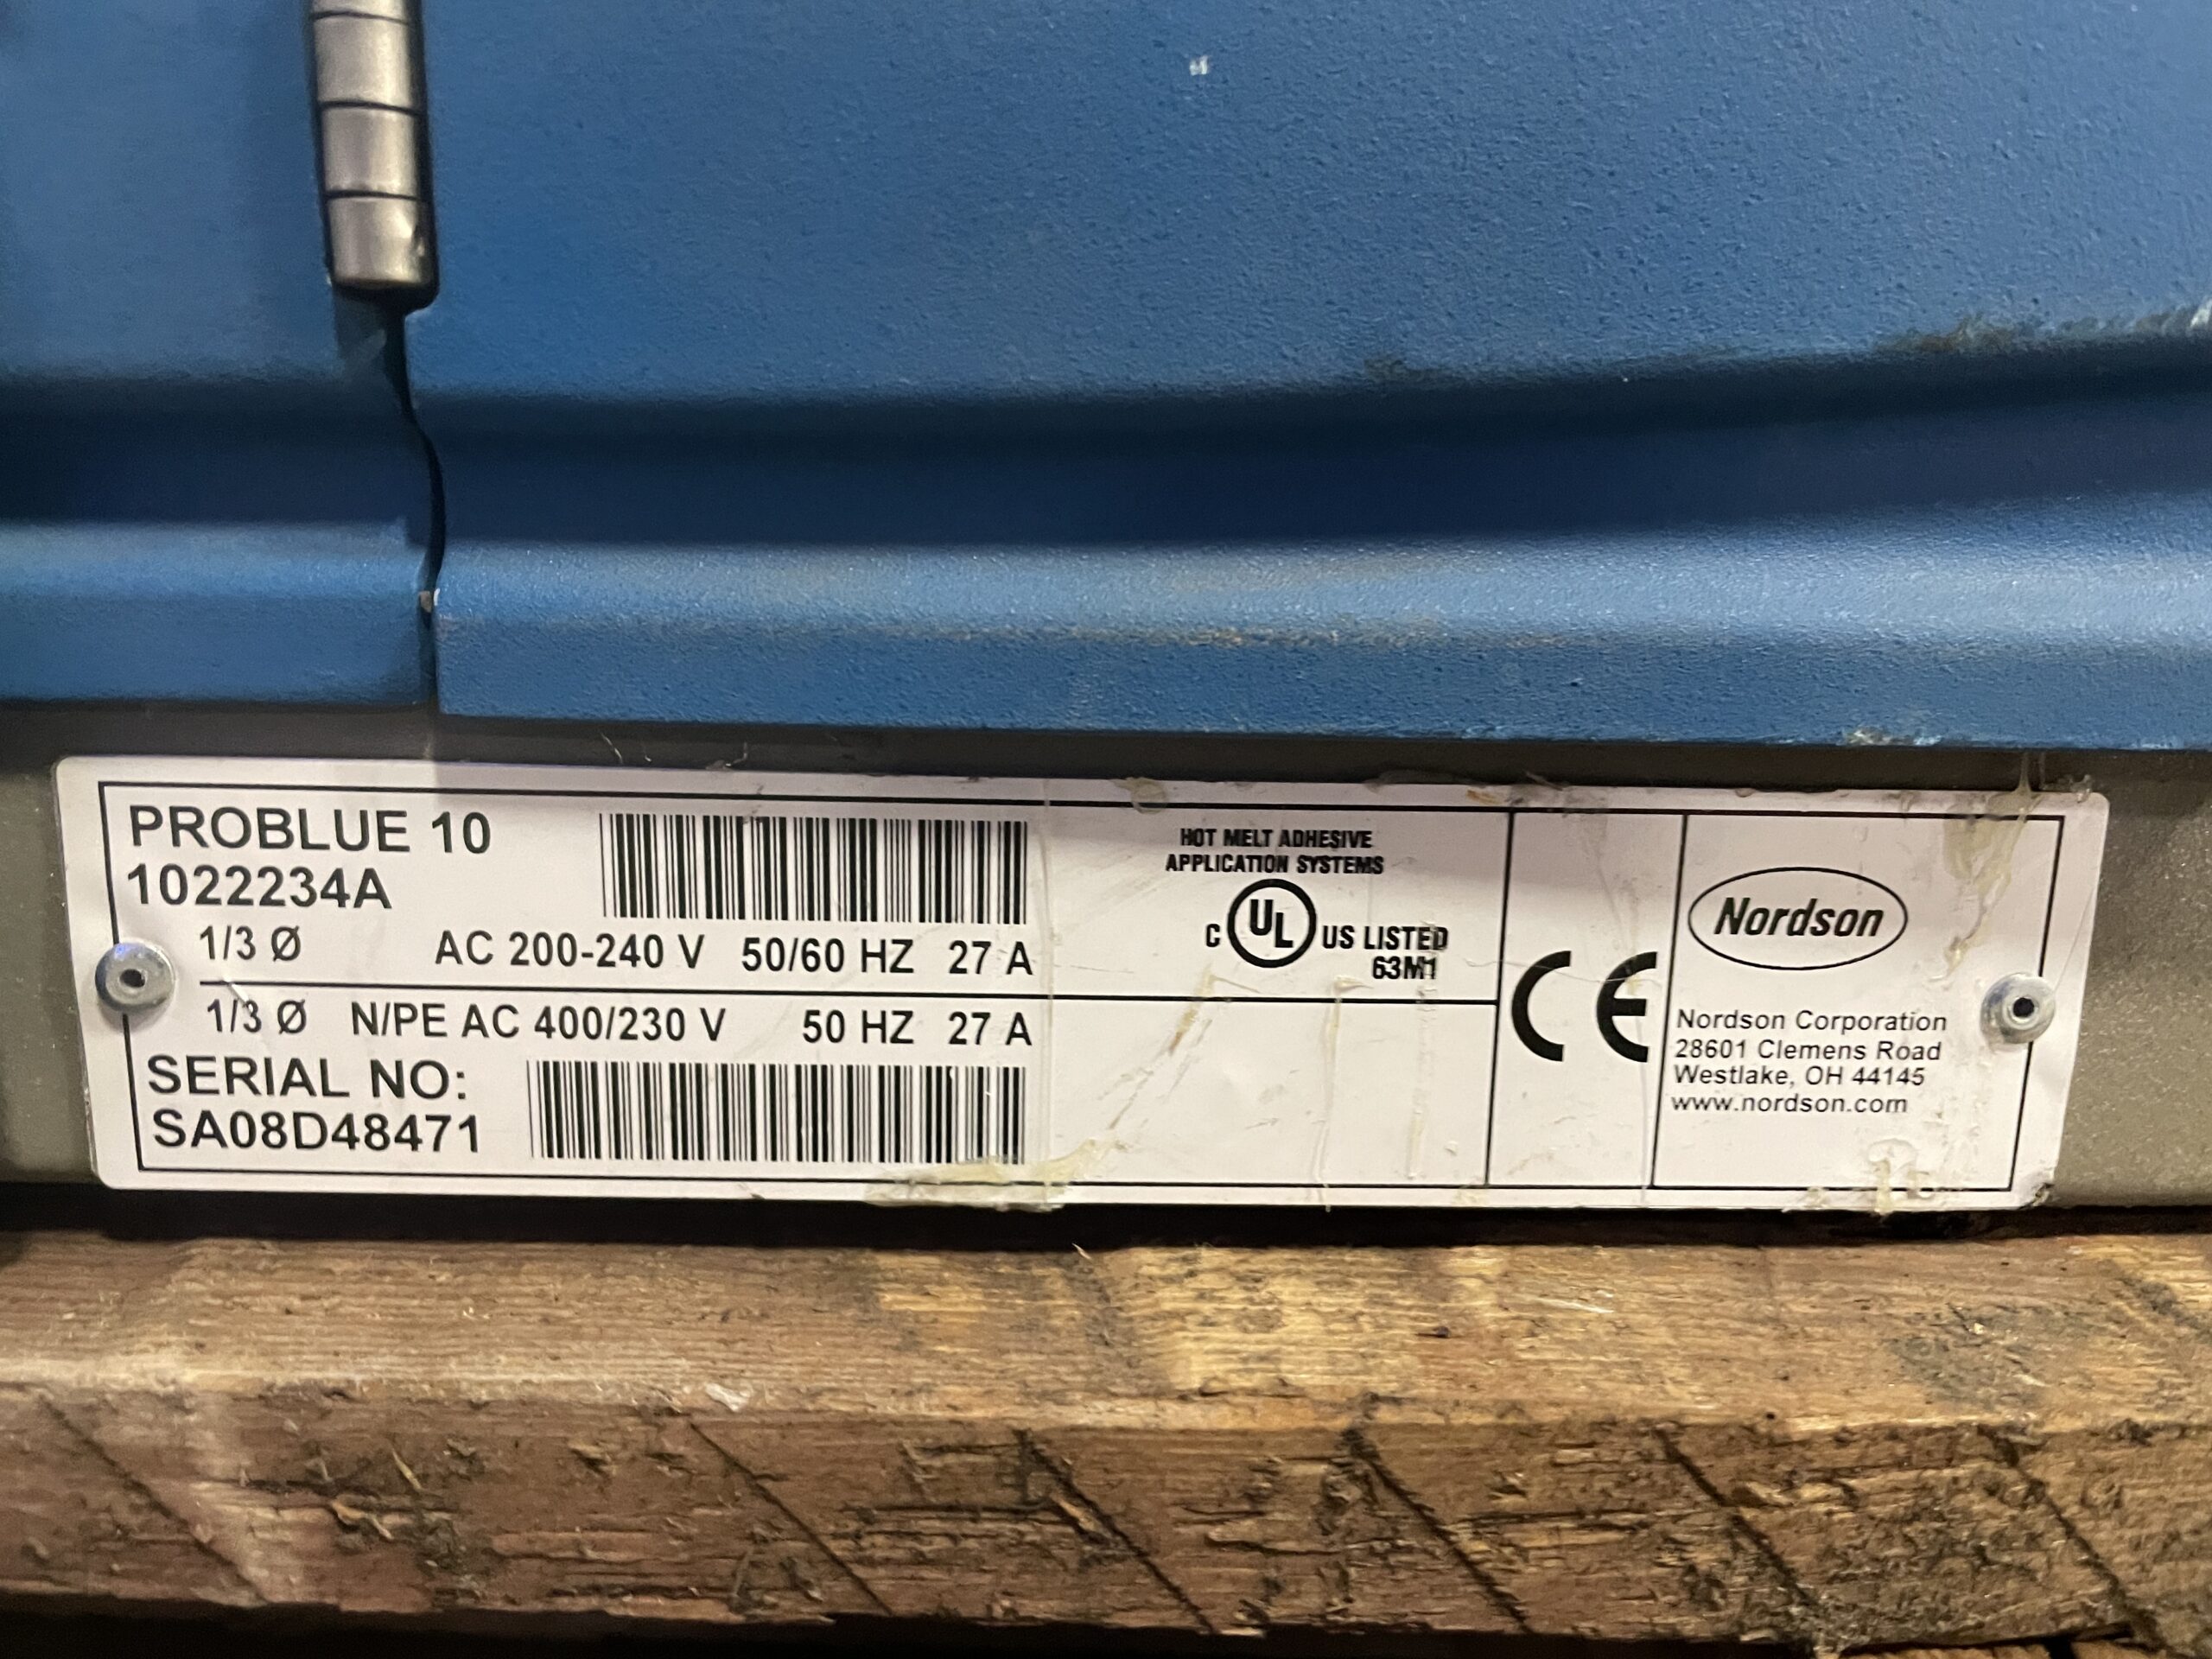 PROBLUE 10
1022234A
1/3 Ø AC 200-240 V 50/60 HZ 27 A
1/3 Ø N/PE AC 400/230 V 50 HZ 27 A
SERIAL NO:
SA08D48471
HOT MELT ADHESIVE
APPLICATION SYSTEMS
C UL US LISTED
63M1
CE
Nordson
Nordson Corporation
28601 Clemens Road
Westlake, OH 44145
www.nordson.com